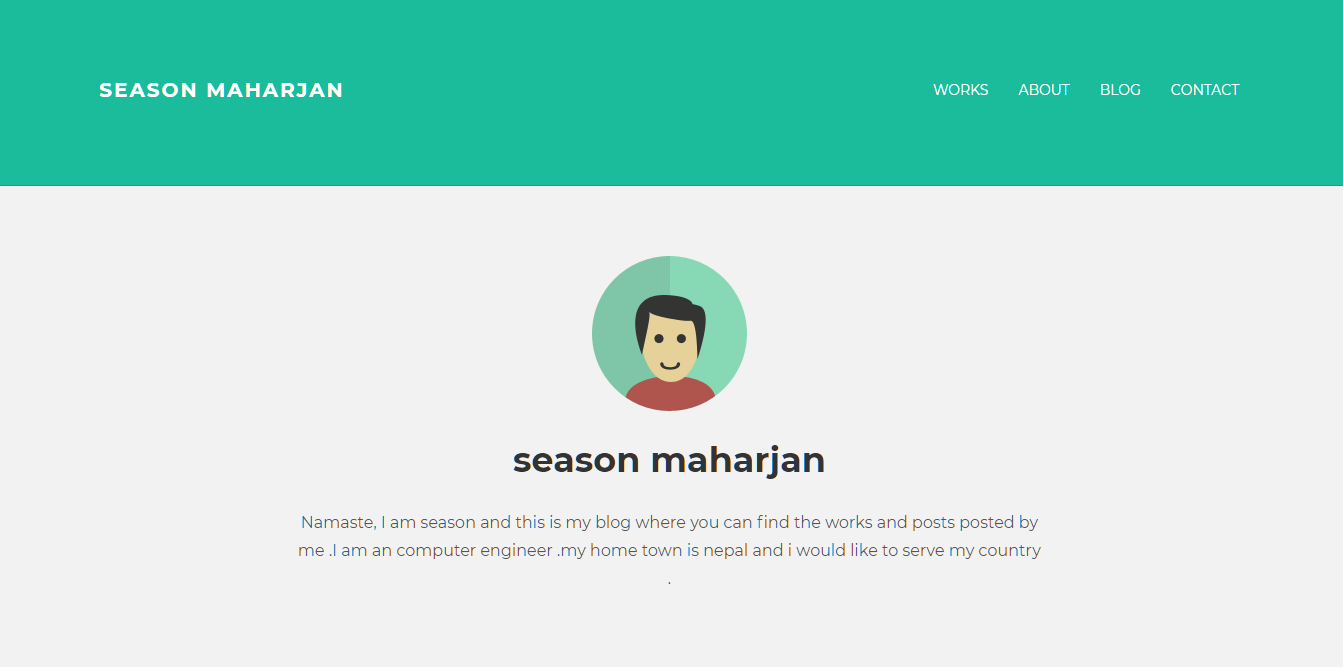 SEASON MAHARJAN
WORKS ABOUT BLOG CONTACT
season maharjan
Namaste, I am season and this is my blog where you can find the works and posts posted by
me .I am an computer engineer .my home town is nepal and i would like to serve my country
.